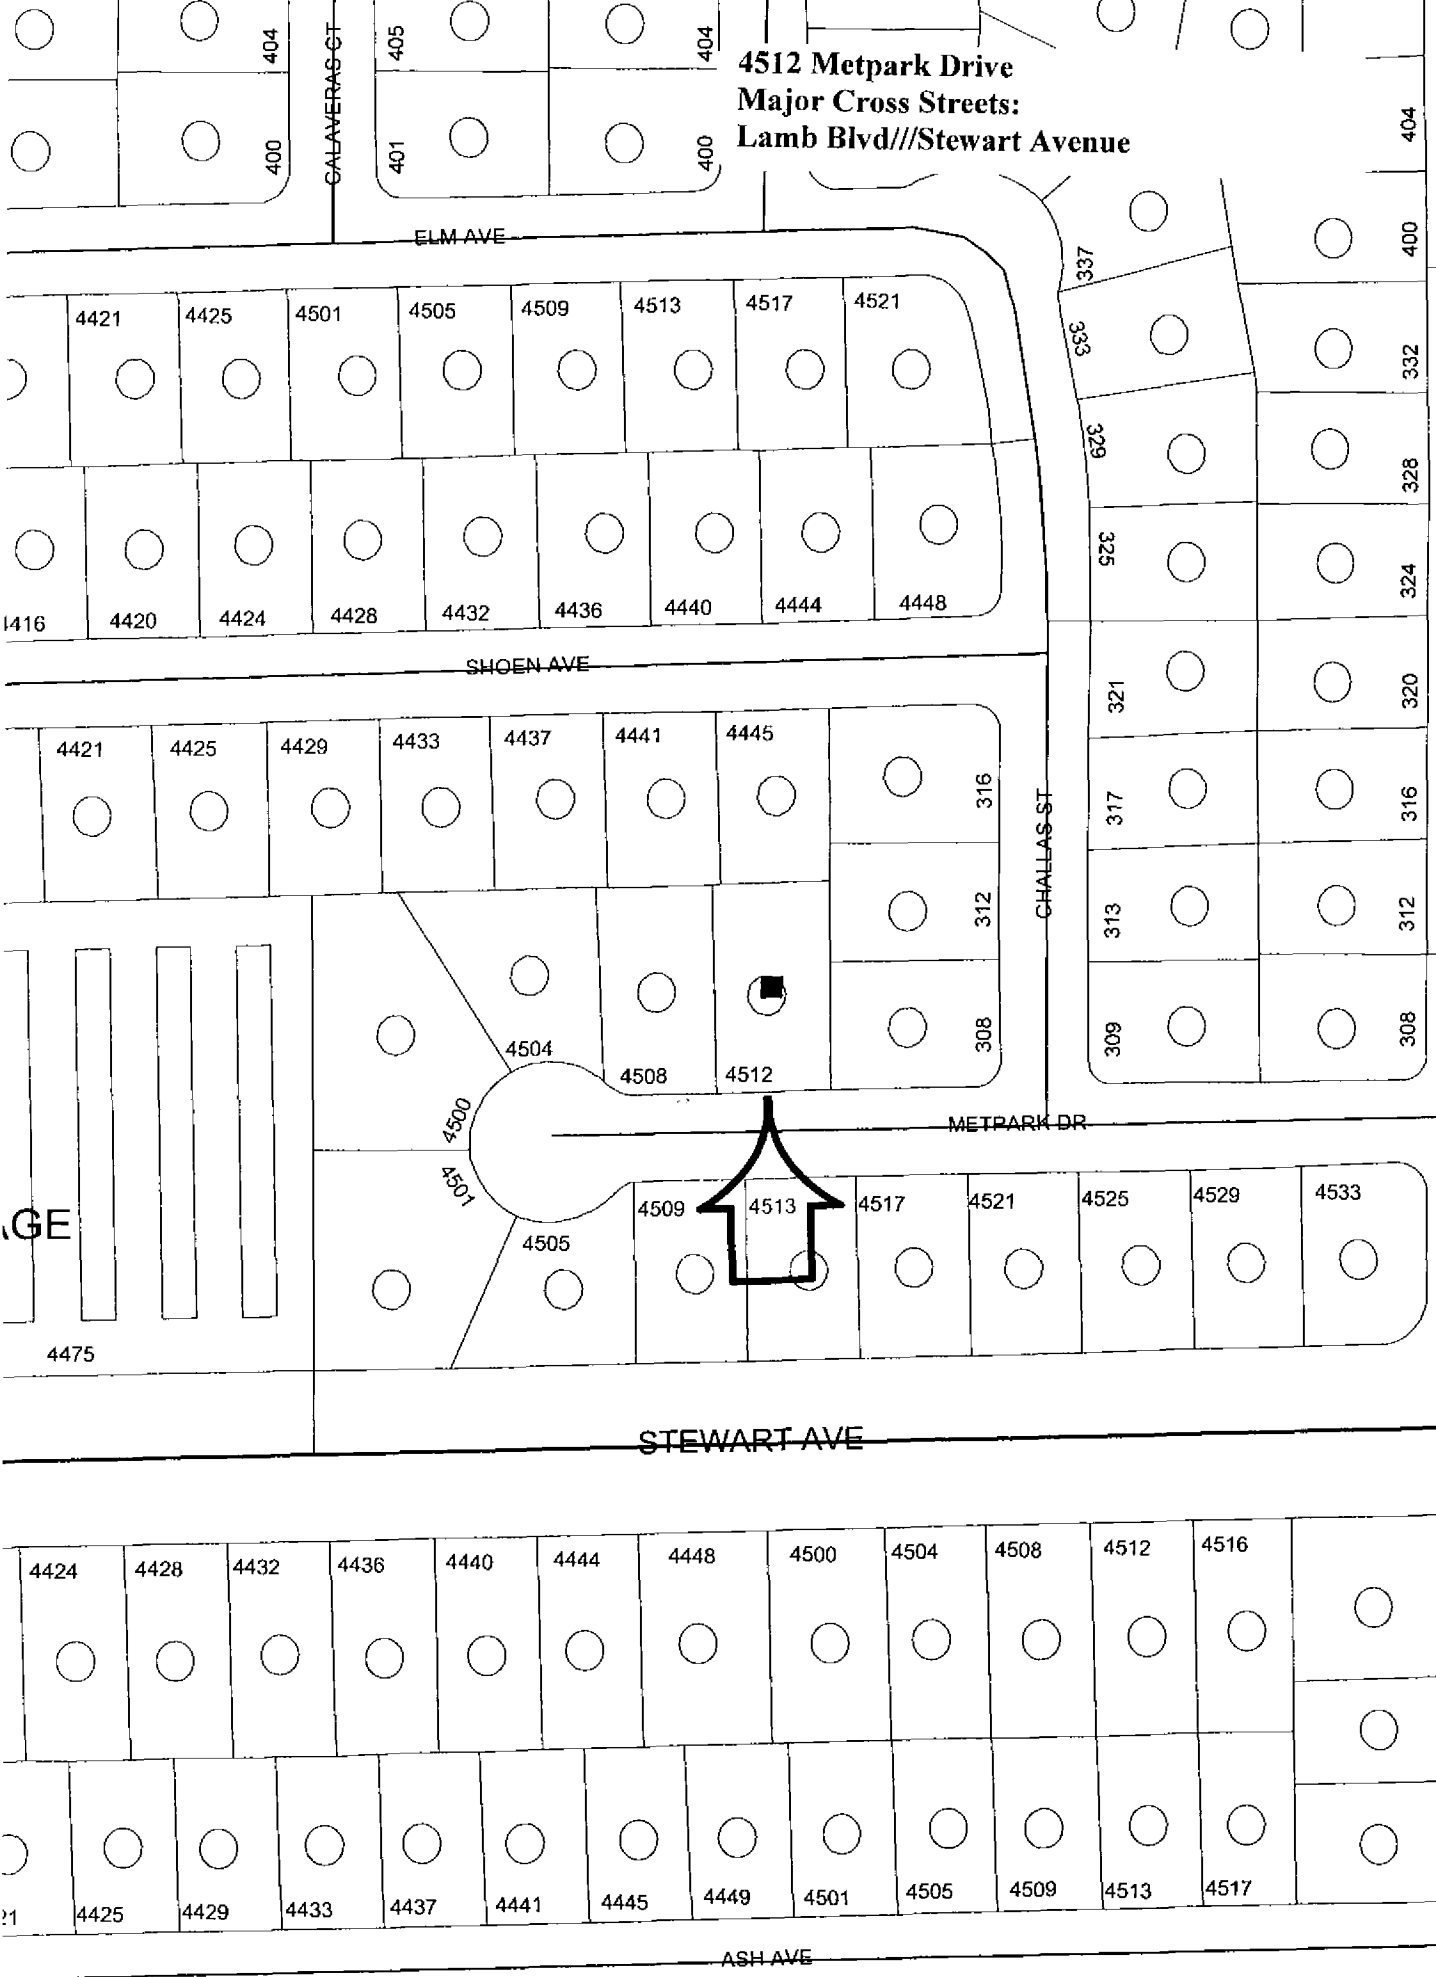 404
CALAVERAS CT
405
404
4512 Metpark Drive
Major Cross Streets:
Lamb Blvd///Stewart Avenue
400
401
400
404
ELM AVE
337
400
4421 4425 4501 4505 4509 4513 4517 4521
333
332
329
328
325
324
4416 4420 4424 4428 4432 4436 4440 4444 4448
SHOEN AVE
321
320
4421 4425 4429 4433 4437 4441 4445
316
CHALLAS ST
317
316
312
313
312
308
309
308
4504
4508 4512
4500
METPARK DR
4501
4509 4513 4517 4521 4525 4529 4533
AGE
4505
4475
STEWART AVE
4424 4428 4432 4436 4440 4444 4448 4500 4504 4508 4512 4516
21 4425 4429 4433 4437 4441 4445 4449 4501 4505 4509 4513 4517
ASH AVE